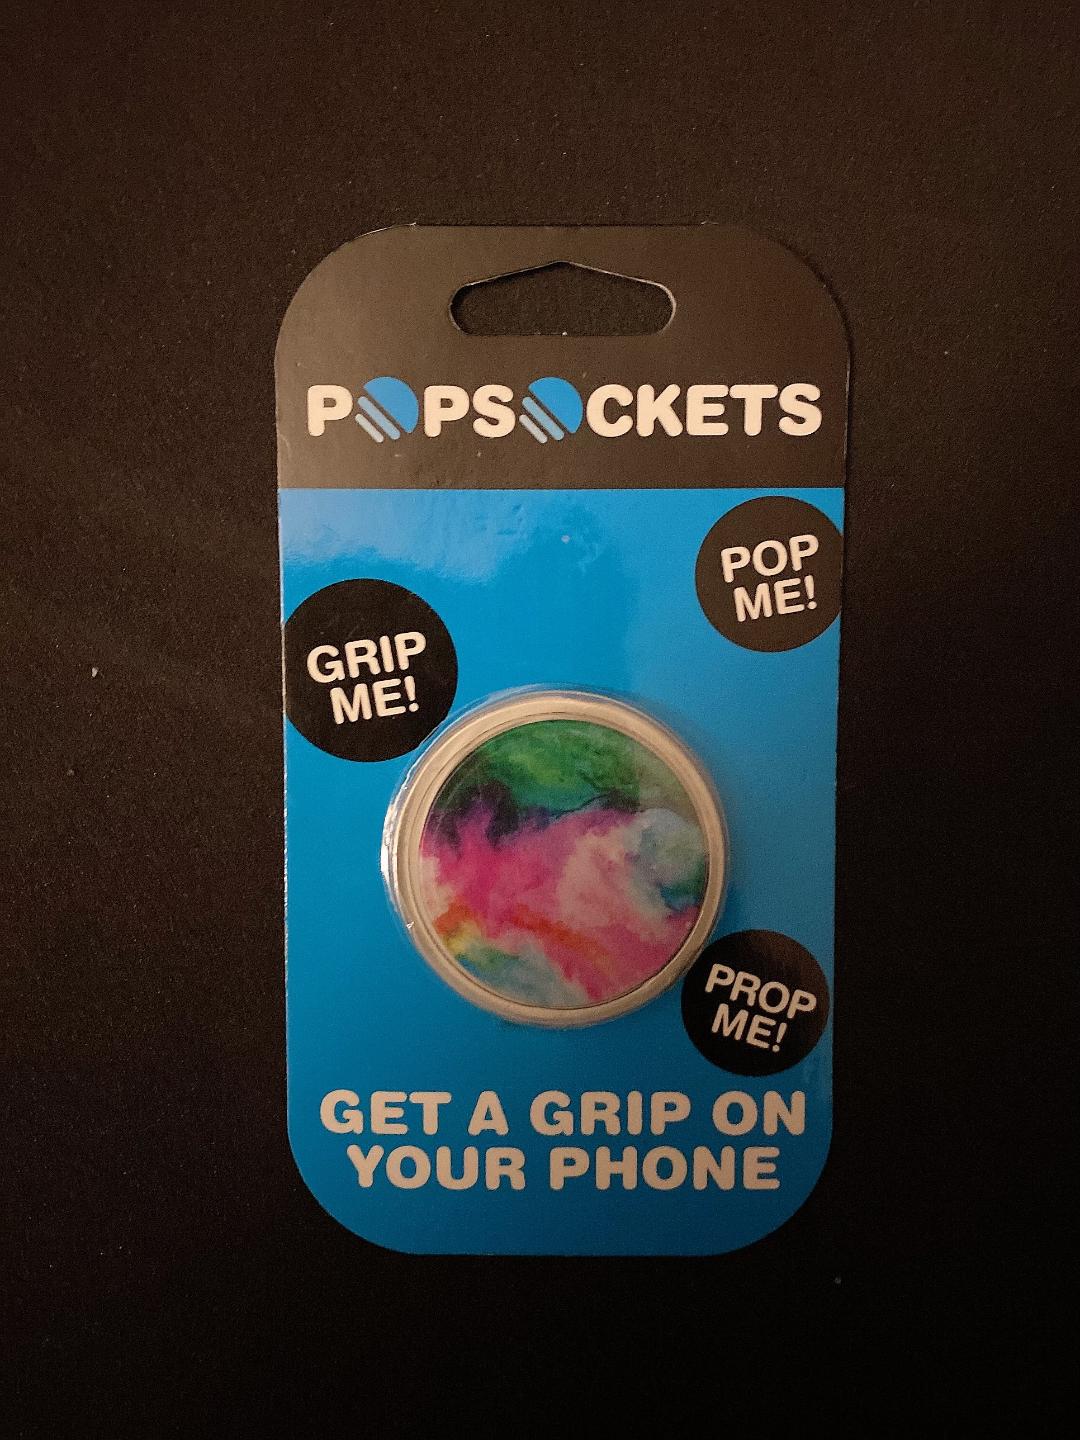 POPSOCKETS
POP
ME!
GRIP
ME!
PROP
ME!
GET A GRIP ON
YOUR PHONE